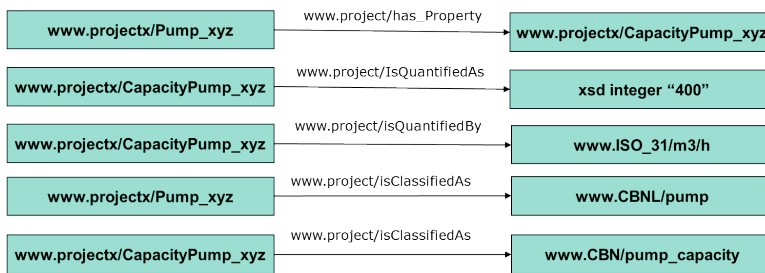 www.projectx/Pump_xyz www.project/has_Property www.projectx/CapacityPump_xyz
www.projectx/CapacityPump_xyz www.project/IsQuantifiedAs xsd integer “400”
www.projectx/CapacityPump_xyz www.project/isQuantifiedBy www.ISO_31/m3/h
www.projectx/Pump_xyz www.project/isClassifiedAs www.CBNL/pump
www.projectx/CapacityPump_xyz www.project/isClassifiedAs www.CBN/pump_capacity